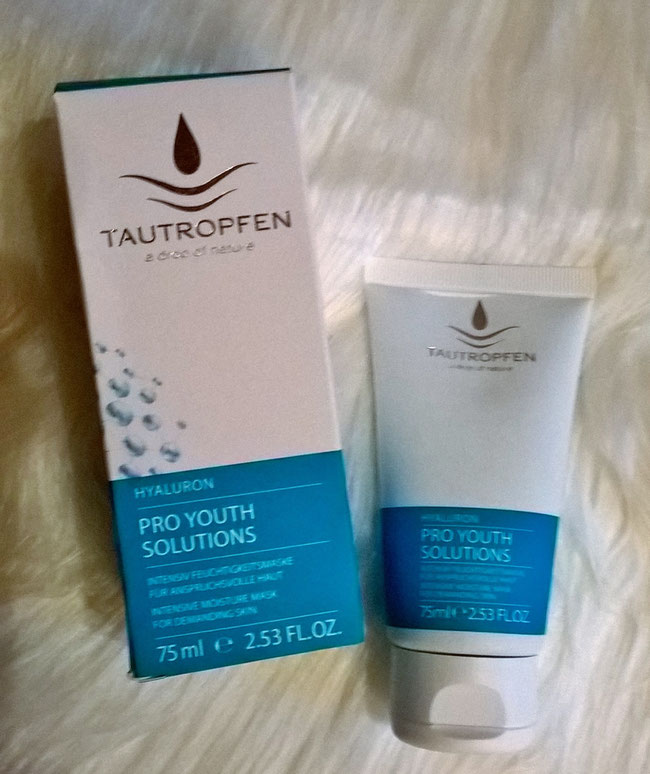 TAUTROPFEN
a drop of nature
HYALURON
PRO YOUTH
SOLUTIONS
INTENSIV FEUCHTIGKEITSMASKE
FÜR ANSPRUCHSVOLLE HAUT
INTENSIVE MOISTURE MASK
FOR DEMANDING SKIN
75 ml e 2.53 FL.OZ.
TAUTROPFEN
a drop of nature
HYALURON
PRO YOUTH
SOLUTIONS
75ml e 2.53 FL.OZ